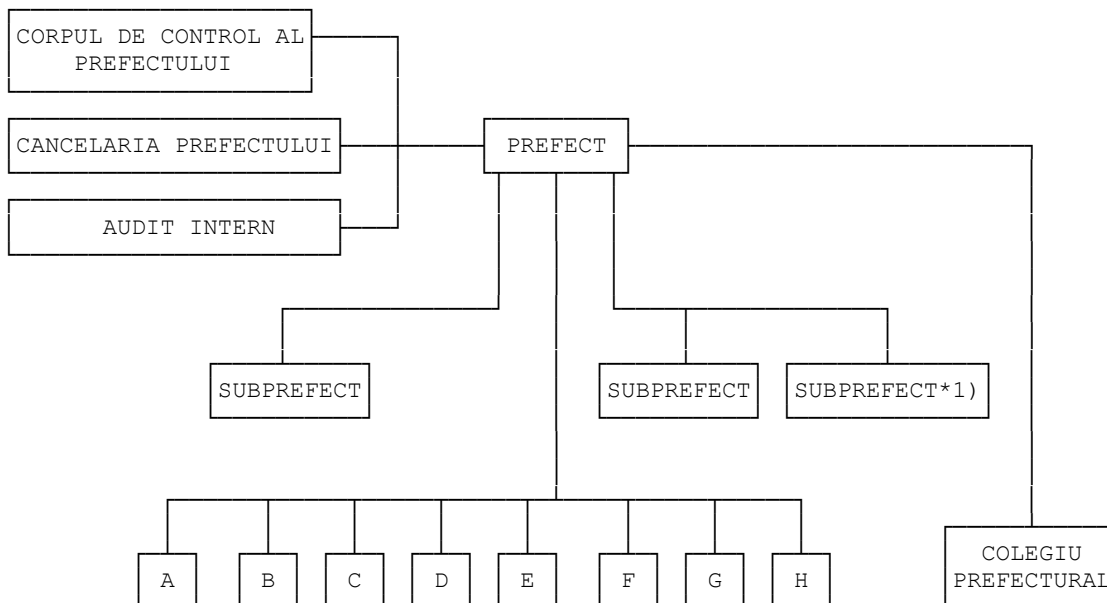 CORPUL DE CONTROL AL
PREFECTULUI
CANCELARIA PREFECTULUI
PREFECT
AUDIT INTERN
SUBPREFECT
SUBPREFECT
SUBPREFECT*1)
A
B
C
D
E
F
G
H
COLEGIU
PREFECTURAL